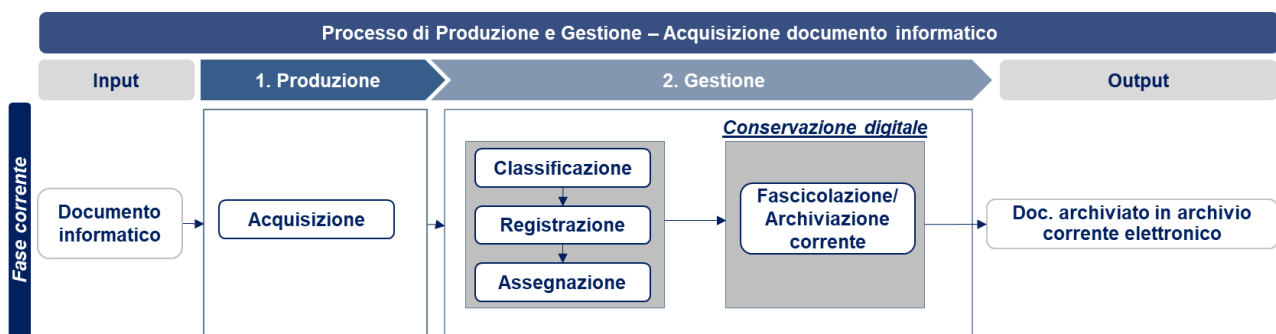 Processo di Produzione e Gestione – Acquisizione documento informatico
Input
1. Produzione
2. Gestione
Output
Fase corrente
Documento
informatico
Acquisizione
Classificazione
Registrazione
Assegnazione
Conservazione digitale
Fascicolazione/
Archiviazione
corrente
Doc. archiviato in archivio
corrente elettronico